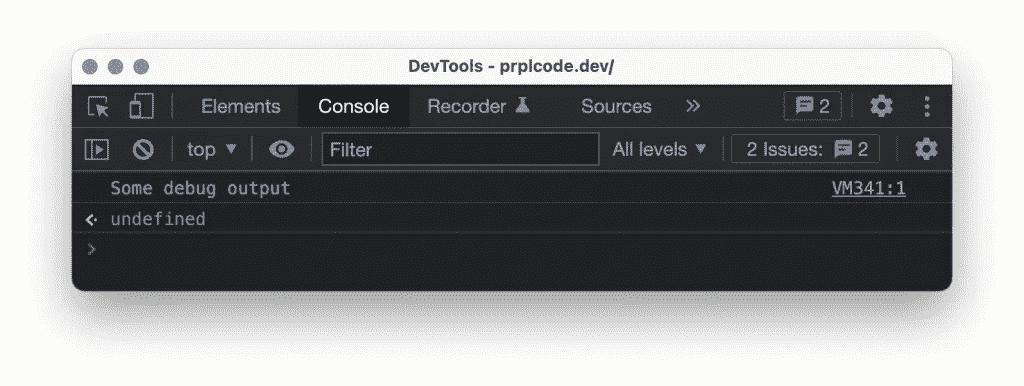 DevTools - prplcode.dev/
Elements Console Recorder Sources » 2
top ▼ Filter All levels ▼ 2 Issues: 2
Some debug output VM341:1
undefined
>